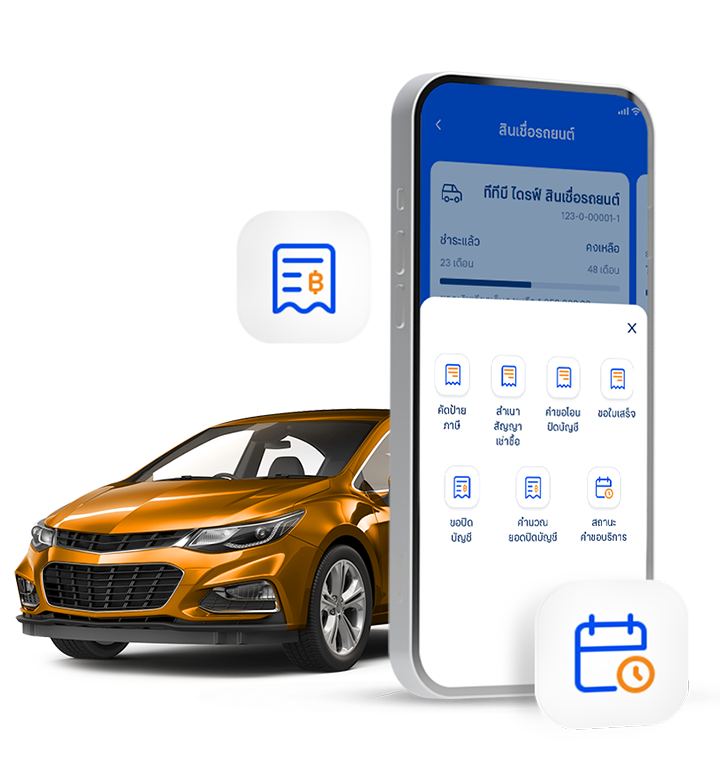 สินเชื่อรถยนต์
ทีทีบี ไดรฟ์ สินเชื่อรถยนต์
123-0-00001-1
ชำระแล้ว
คงเหลือ
23 เดือน
48 เดือน
X
คัดป้าย
ภาษี
สำเนา
สัญญา
เช่าซื้อ
คำขอโอน
ปิดบัญชี
ขอใบเสร็จ
ขอปิด
บัญชี
คำนวณ
ยอดปิดบัญชี
สถานะ
คำขอบริการ